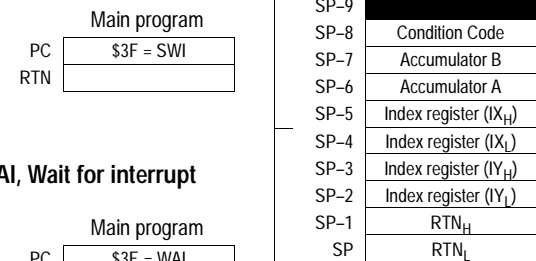 Main program
PC $3F = SWI
RTN
AI, Wait for interrupt
Main program
PC $3E = WAI
SP–9
SP–8 Condition Code
SP–7 Accumulator B
SP–6 Accumulator A
SP–5 Index register (IXH)
SP–4 Index register (IXL)
SP–3 Index register (IYH)
SP–2 Index register (IYL)
SP–1 RTNH
SP RTNL